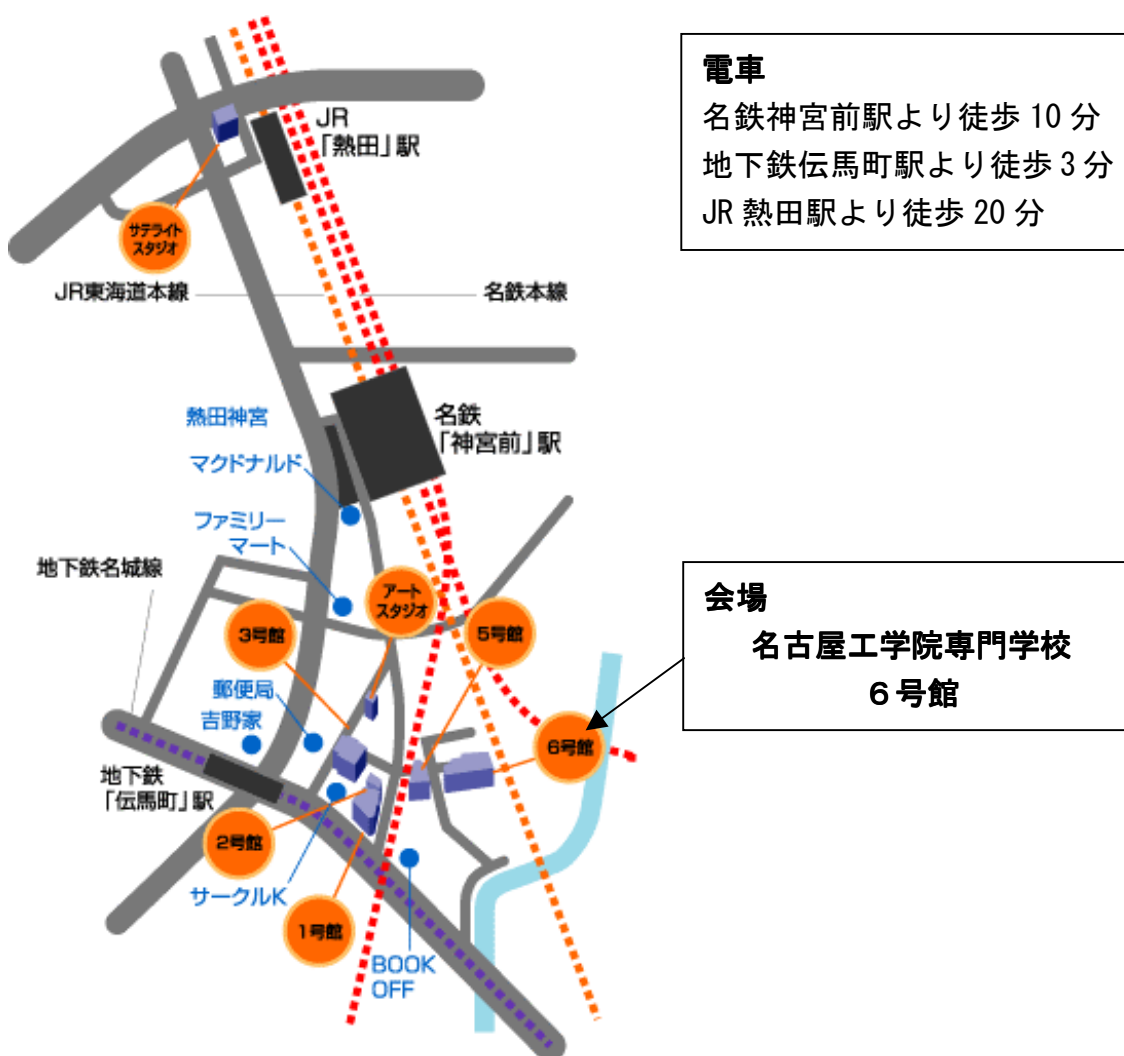 JR
「熱田」駅
サテライト
スタジオ
JR東海道本線
名鉄本線
熱田神宮
名鉄
「神宮前」駅
マクドナルド
ファミリー
マート
地下鉄名城線
アート
スタジオ
3号館
5号館
郵便局
吉野家
6号館
地下鉄
「伝馬町」駅
2号館
サークルK
1号館
BOOK
OFF
電車
名鉄神宮前駅より徒歩 10 分
地下鉄伝馬町駅より徒歩 3 分
JR 熱田駅より徒歩 20 分
会場
名古屋工学院専門学校
６号館